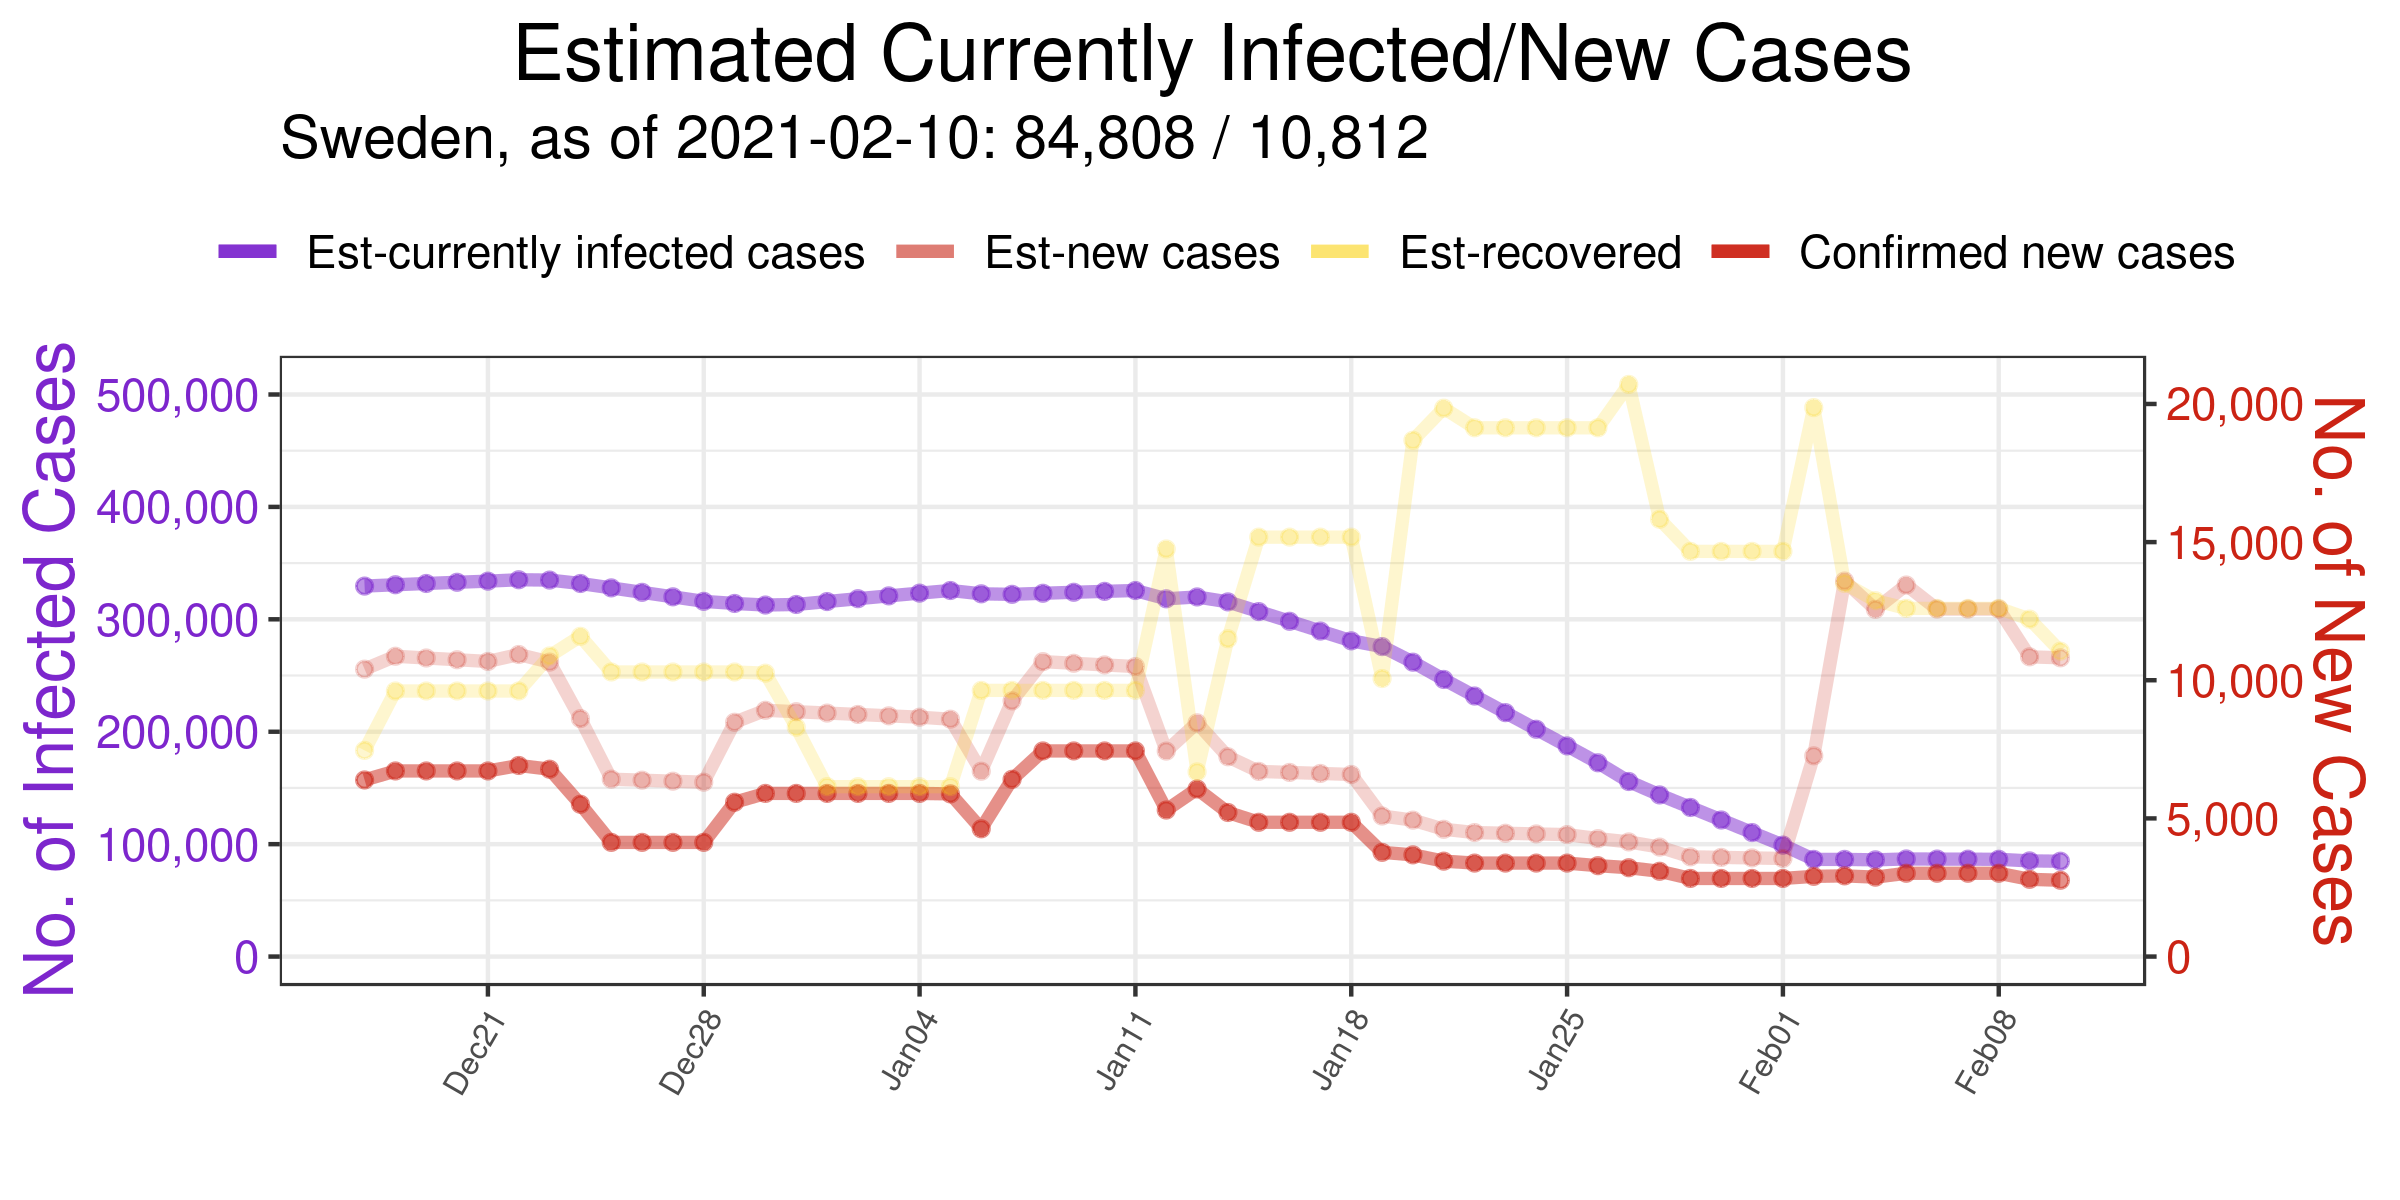 Estimated Currently Infected/New Cases
Sweden, as of 2021-02-10: 84,808 / 10,812
Est-currently infected cases Est-new cases Est-recovered Confirmed new cases
No. of Infected Cases
500,000
400,000
300,000
200,000
100,000
0
20,000
15,000
10,000
5,000
0
No. of New Cases
Dec21 Dec28 Jan04 Jan11 Jan18 Jan25 Feb01 Feb08